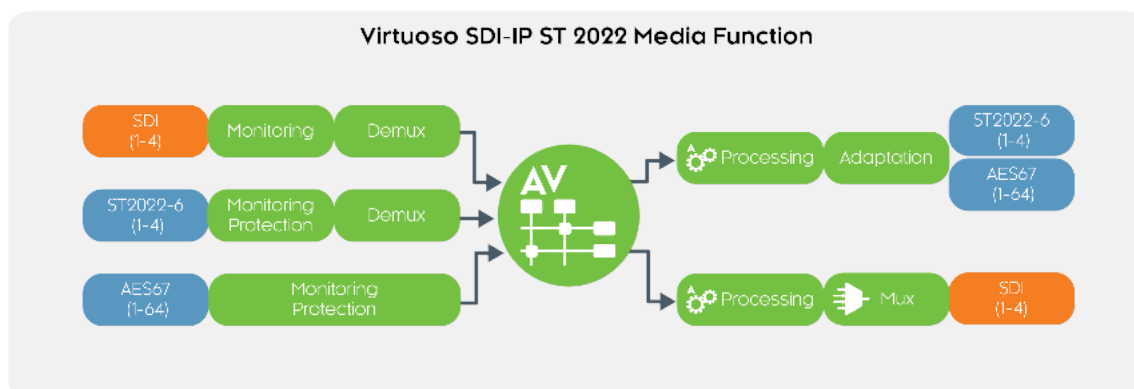 Virtuoso SDI-IP ST 2022 Media Function
SDI
(1-4)
Monitoring
Demux
ST2022-6
(1-4)
Monitoring
Protection
Demux
AES67
(1-64)
Monitoring
Protection
AV
A
Processing
Adaptation
ST2022-6
(1-4)
AES67
(1-64)
A
Processing
Mux
SDI
(1-4)